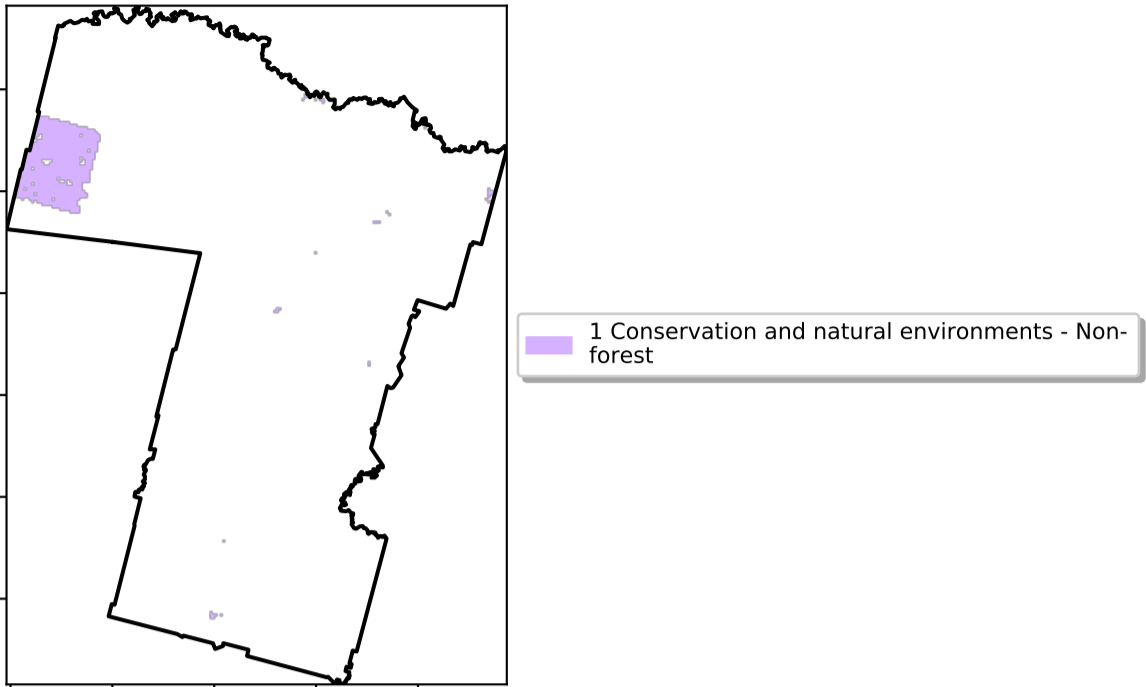 1 Conservation and natural environments - Non-
forest